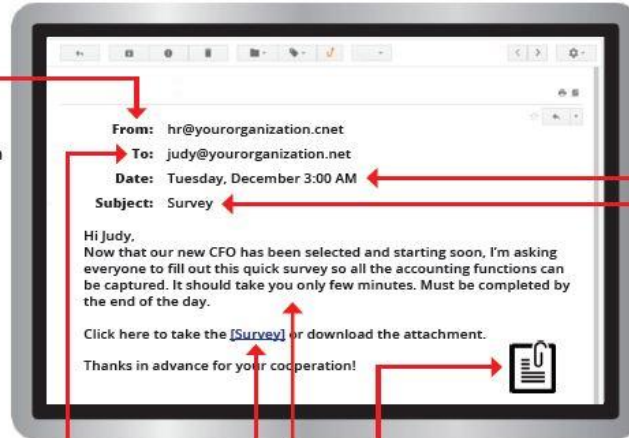 From: hr@yourorganization.cnet
To: judy@yourorganization.net
Date: Tuesday, December 3:00 AM
Subject: Survey
Hi Judy,
Now that our new CFO has been selected and starting soon, I'm asking
everyone to fill out this quick survey so all the accounting functions can
be captured. It should take you only few minutes. Must be completed by
the end of the day.
Click here to take the [Survey] or download the attachment.
Thanks in advance for your cooperation!